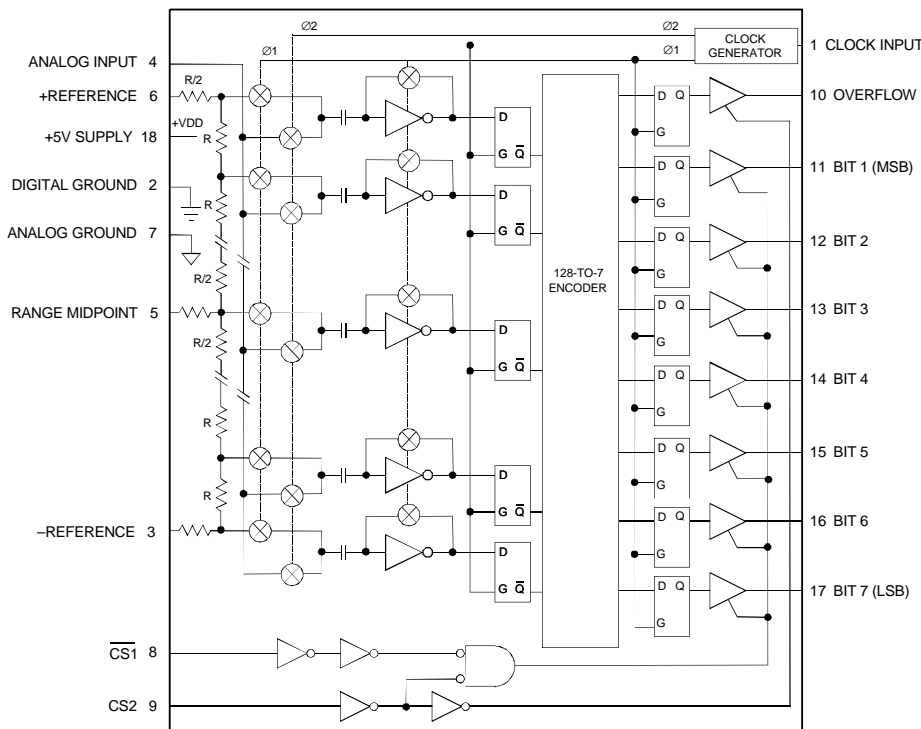 Ø2 Ø2
CLOCK
GENERATOR
1 CLOCK INPUT
Ø1 Ø1
ANALOG INPUT 4
R/2
+REFERENCE 6
D Q
10 OVERFLOW
+VDD
+5V SUPPLY 18
R
D
G
G Q̅
D Q
11 BIT 1 (MSB)
DIGITAL GROUND 2
R
D
G
ANALOG GROUND 7
G Q̅
D Q
12 BIT 2
R/2
128-TO-7
ENCODER
G
RANGE MIDPOINT 5
D Q
13 BIT 3
R/2
D
G
G Q̅
D Q
14 BIT 4
R
G
D Q
15 BIT 5
D
R
G
G Q̅
D Q
16 BIT 6
–REFERENCE 3
D
G
G Q̅
D Q
17 BIT 7 (LSB)
G
C̅S̅1̅ 8
CS2 9